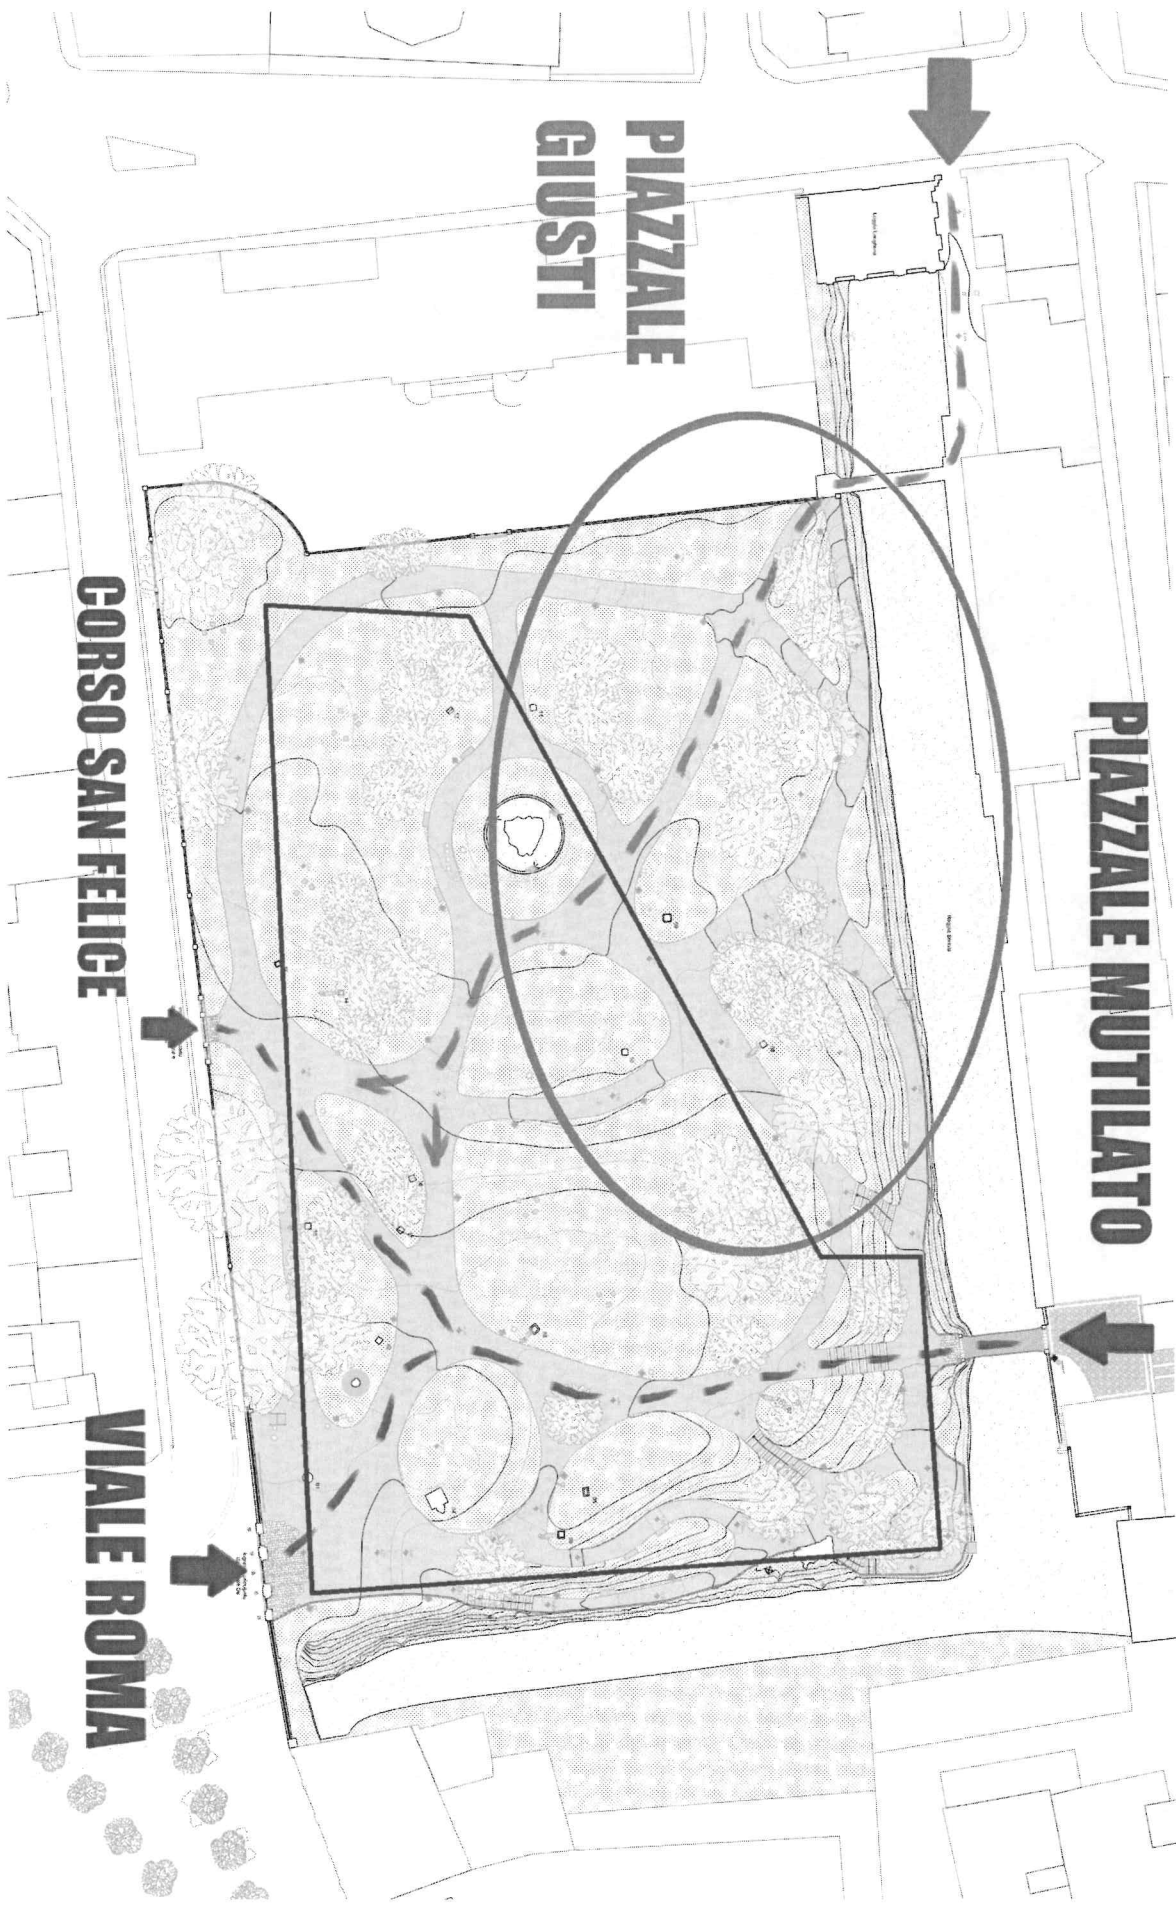 PIAZZALE
GIUSTI
PIAZZALE MUTILATO
CORSO SAN FELICE
VIALE ROMA